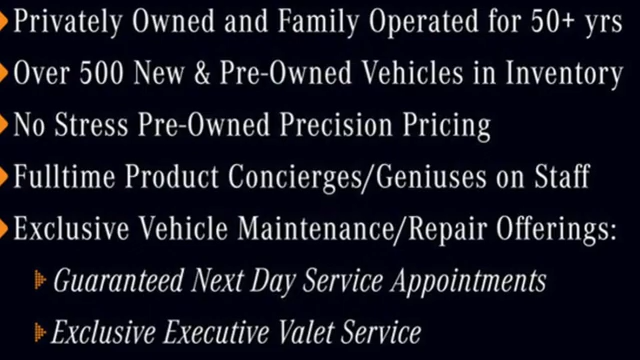 Privately Owned and Family Operated for 50+ yrs
Over 500 New & Pre-Owned Vehicles in Inventory
No Stress Pre-Owned Precision Pricing
Fulltime Product Concierges/Geniuses on Staff
Exclusive Vehicle Maintenance/Repair Offerings:
Guaranteed Next Day Service Appointments
Exclusive Executive Valet Service